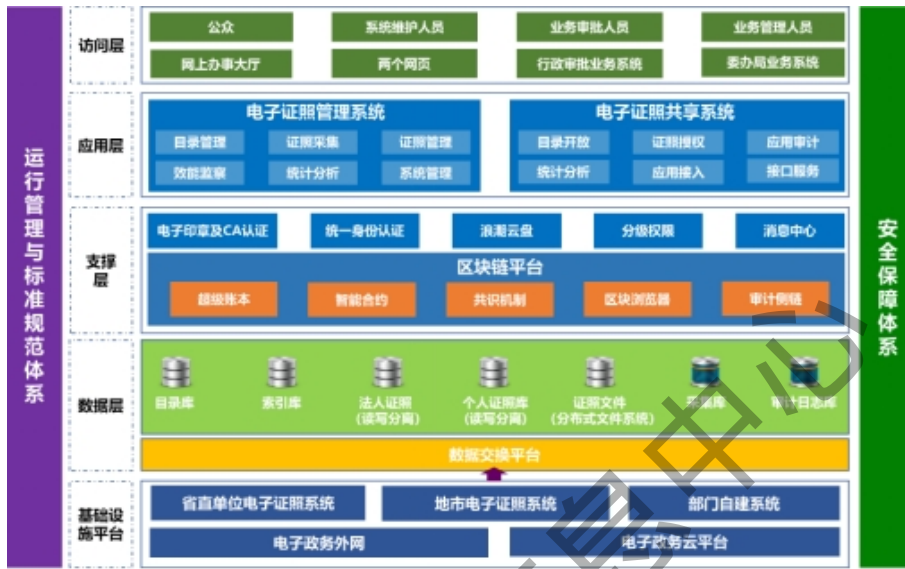 运行管理与标准规范体系
访问层
公众
系统维护人员
业务审批人员
业务管理人员
网上办事大厅
两个网页
行政审批业务系统
委办局业务系统
应用层
电子证照管理系统
目录管理
证照采集
证照管理
效能监察
统计分析
系统管理
电子证照共享系统
目录开放
证照授权
应用审计
统计分析
应用接入
接口服务
支撑
层
电子印章及CA认证
统一身份认证
浪潮云盘
分级权限
消息中心
区块链平台
超级账本
智能合约
共识机制
区块浏览器
审计侧链
数据层
目录库
索引库
法人证照
(读写分离)
个人证照库
(读写分离)
证照文件
(分布式文件系统)
审计日志库
数据交换平台
基础设
施平台
省直单位电子证照系统
地市电子证照系统
部门自建系统
电子政务外网
电子政务云平台
安全保障体系
息中心